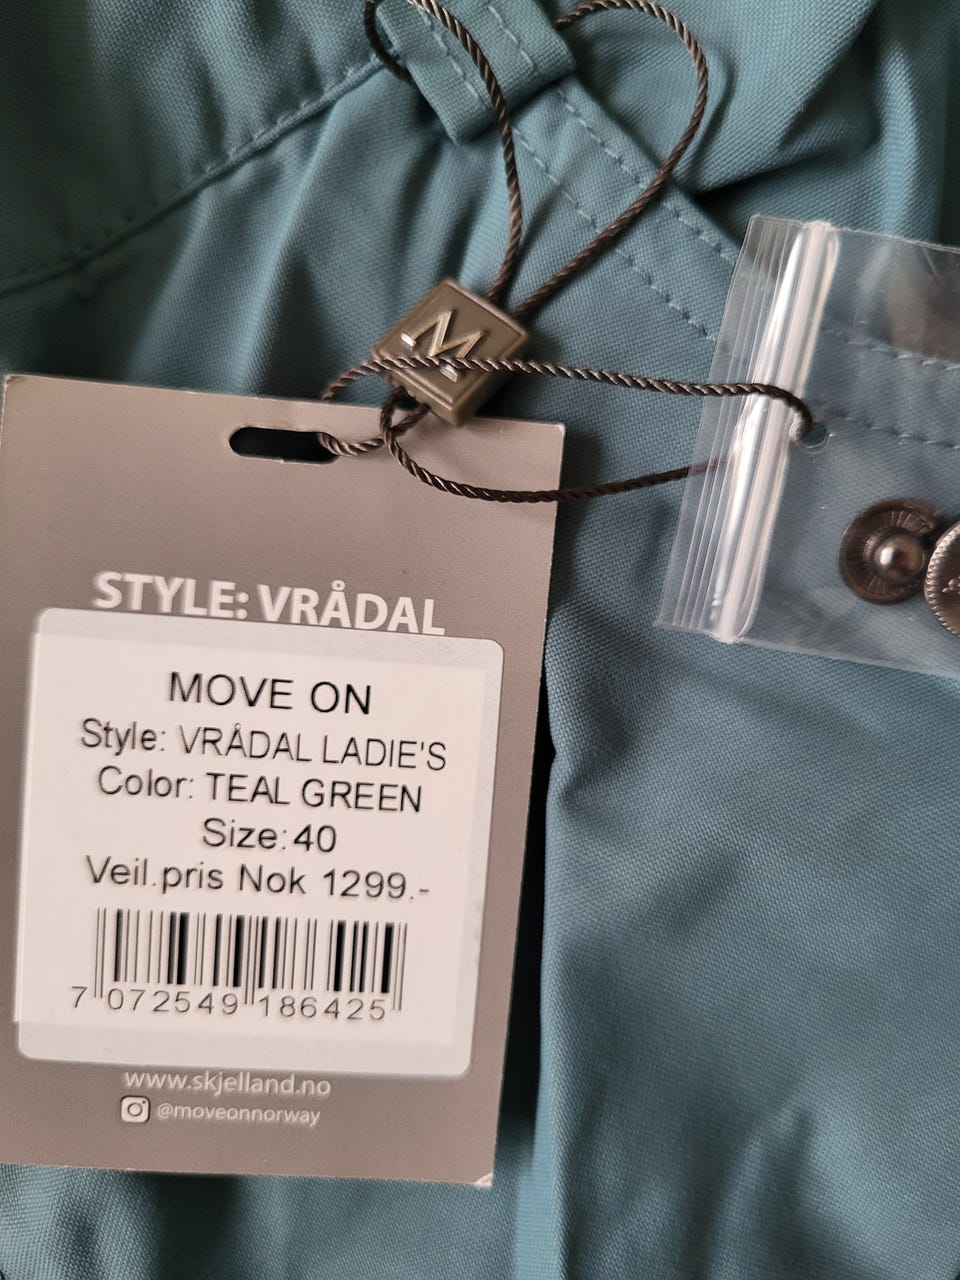 M
STYLE: VRÅDAL
MOVE ON
Style: VRÅDAL LADIE'S
Color: TEAL GREEN
Size:40
Veil.pris Nok 1299.-
7 072549 186425
www.skjelland.no
@moveonnorway